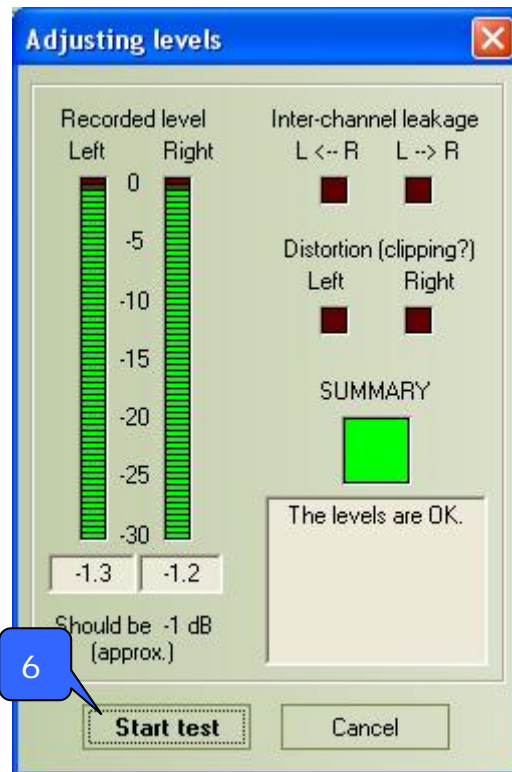 Adjusting levels
Recorded level
Left Right
0
-5
-10
-15
-20
-25
-30
-1.3 -1.2
Should be -1 dB
(approx.)
Inter-channel leakage
L <-- R L --> R
Distortion (clipping?)
Left Right
SUMMARY
The levels are OK.
6
Start test Cancel